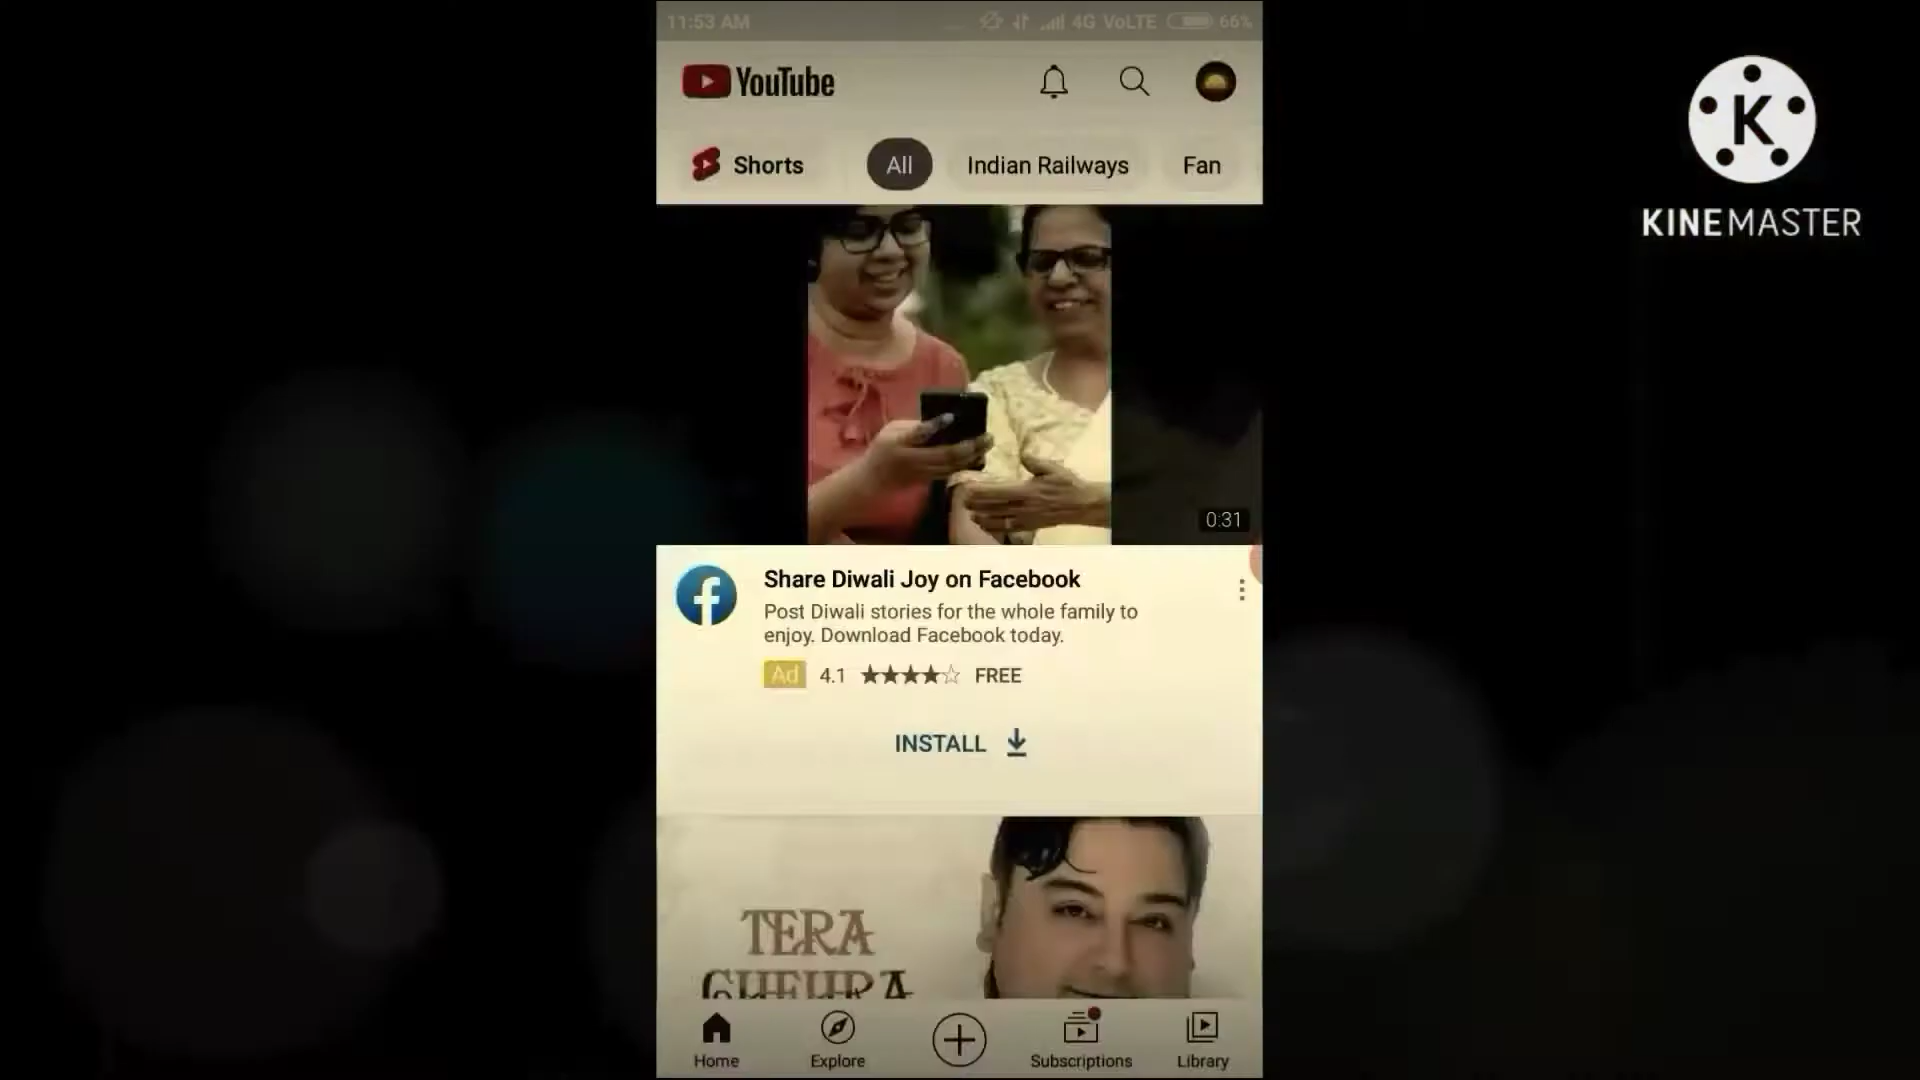 11:53 AM
4G VoLTE 66%
YouTube
Shorts
All
Indian Railways
Fan
K
KINEMASTER
0:31
Share Diwali Joy on Facebook
Post Diwali stories for the whole family to
enjoy. Download Facebook today.
Ad 4.1 FREE
INSTALL
TERA
CHEHRA
Home
Explore
Subscriptions
Library